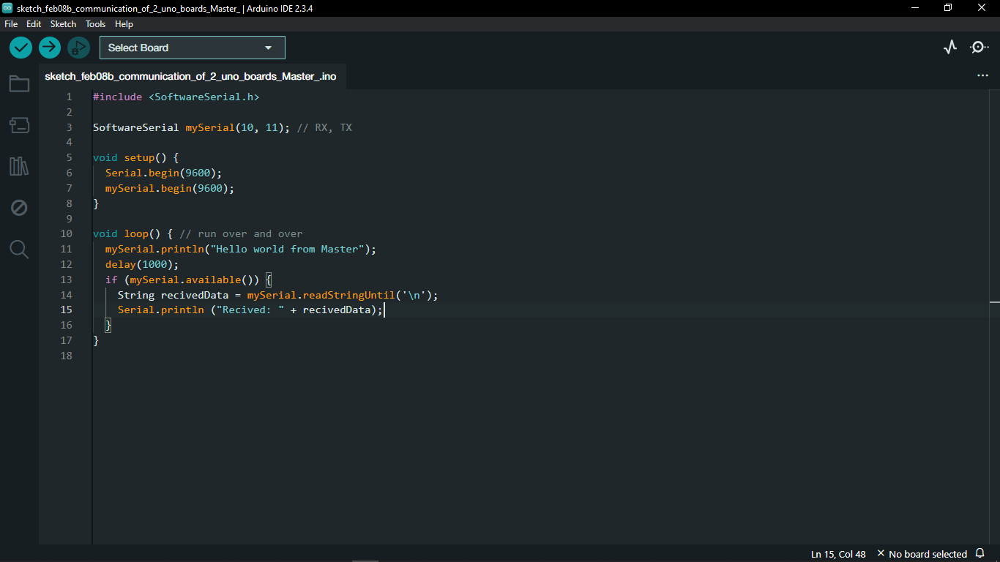 sketch_feb08b_communication_of_2_uno_boards_Master_ | Arduino IDE 2.3.4
File Edit Sketch Tools Help
Select Board
sketch_feb08b_communication_of_2_uno_boards_Master_.ino
1 #include <SoftwareSerial.h>
2
3 SoftwareSerial mySerial(10, 11); // RX, TX
4
5 void setup() {
6 Serial.begin(9600);
7 mySerial.begin(9600);
8 }
9
10 void loop() { // run over and over
11 mySerial.println("Hello world from Master");
12 delay(1000);
13 if (mySerial.available()) {
14 String recivedData = mySerial.readStringUntil('\n');
15 Serial.println ("Recived: " + recivedData);
16 }
17 }
18
Ln 15, Col 48 × No board selected